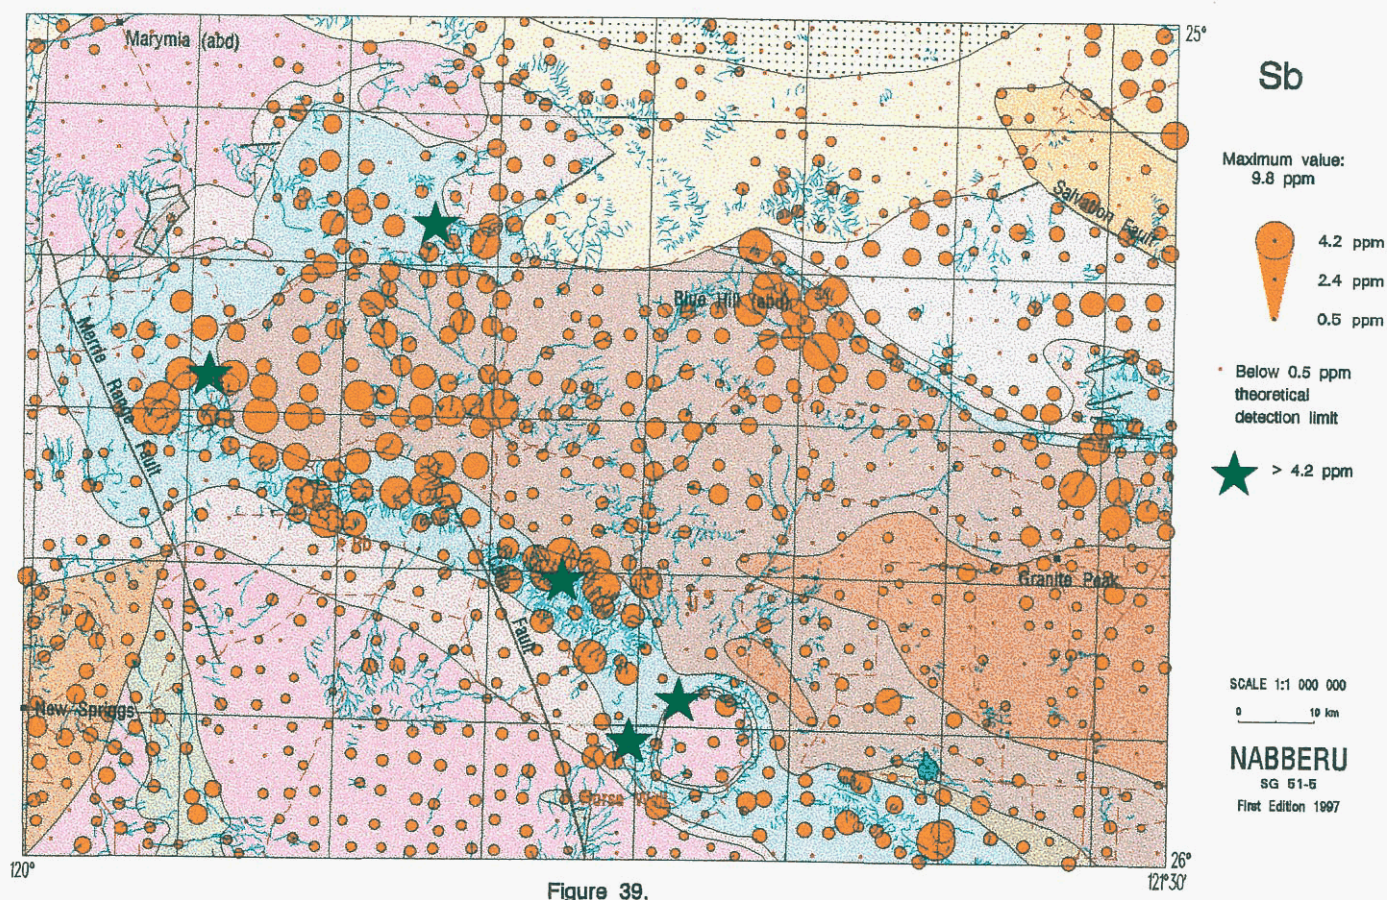 Marymia (abd)
25°
Sb
Maximum value:
9.8 ppm
Salvation Fault
4.2 ppm
2.4 ppm
0.5 ppm
Blue Hill (abd)
Merrie Range Fault
Below 0.5 ppm
theoretical
detection limit
> 4.2 ppm
Granite Peak
Fault
SCALE 1:1 000 000
0 10 km
New Springs
NABBERU
SG 51-5
First Edition 1997
120°
26°
121°30'
Figure 39.